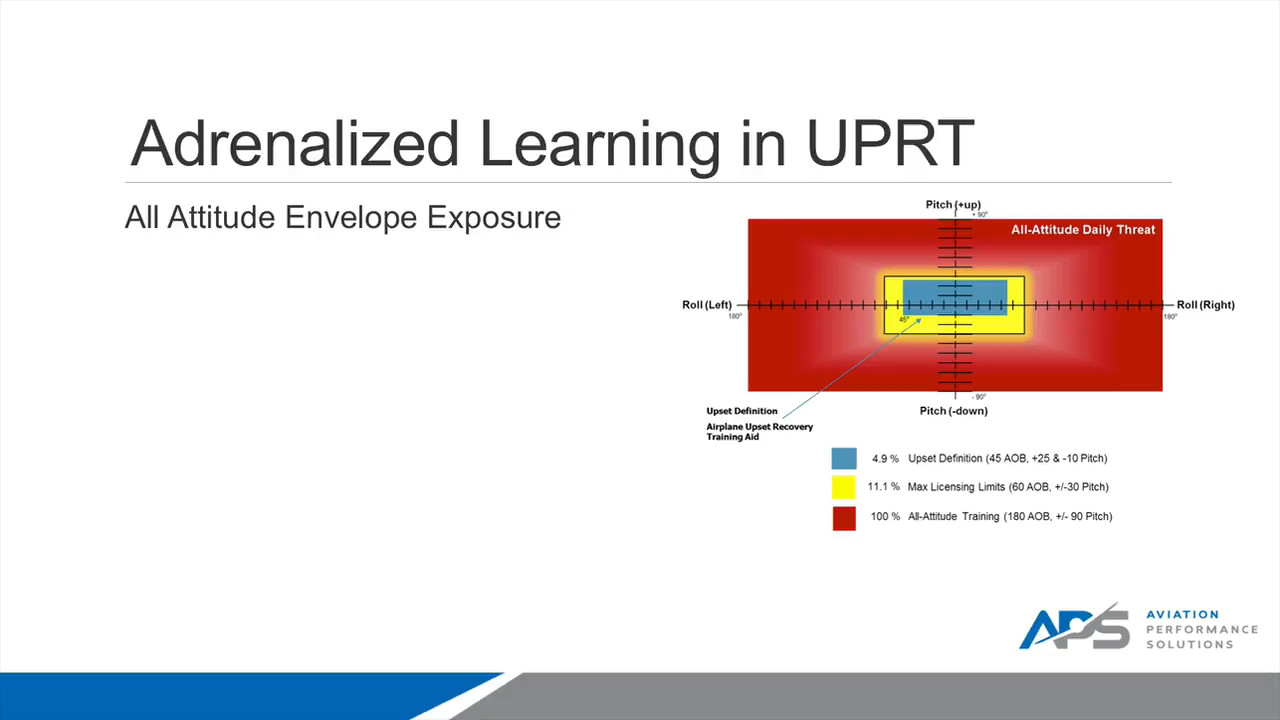 Adrenalized Learning in UPRT
All Attitude Envelope Exposure
Pitch (+up)
+ 90°
All-Attitude Daily Threat
Roll (Left)
Roll (Right)
180°
45°
180°
- 90°
Pitch (-down)
Upset Definition
Airplane Upset Recovery
Training Aid
4.9 % Upset Definition (45 AOB, +25 & -10 Pitch)
11.1 % Max Licensing Limits (60 AOB, +/-30 Pitch)
100 % All-Attitude Training (180 AOB, +/- 90 Pitch)
APS
AVIATION
PERFORMANCE
SOLUTIONS